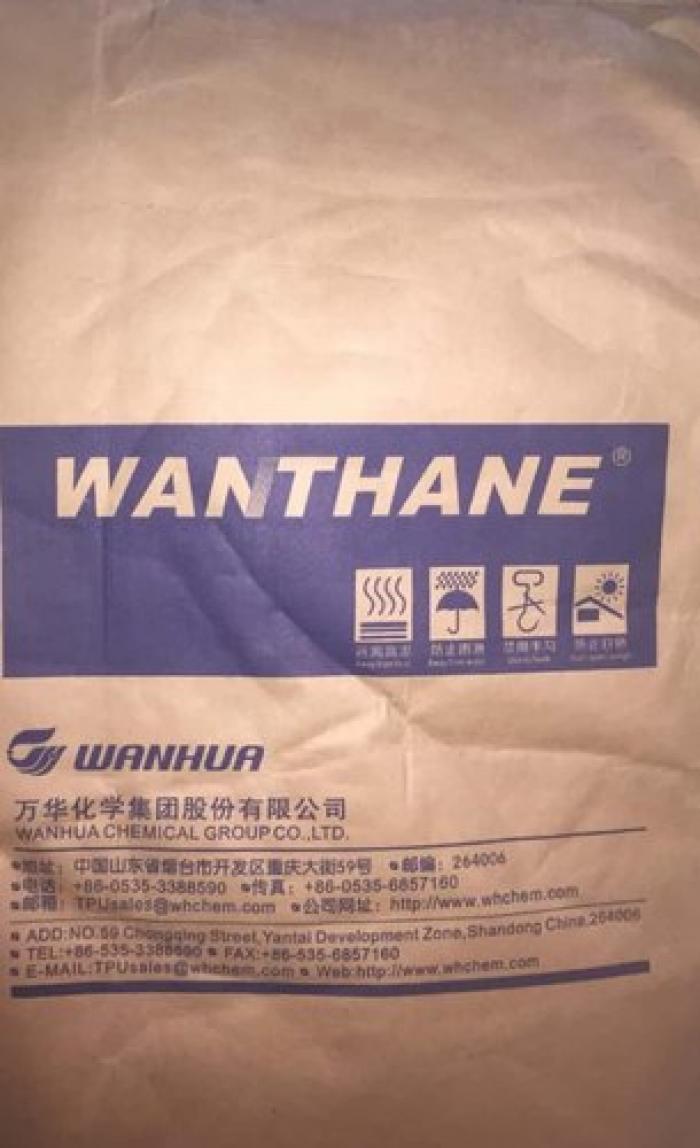 WANTHANE®
WANHUA
万华化学集团股份有限公司
WANHUA CHEMICAL GROUP CO.,LTD.
地址：中国山东省烟台市开发区重庆大街59号 邮编：264006
电话：+86-0535-3388590 传真：+86-0535-6857160
邮箱：TPUsales@whchem.com 公司网址：http://www.whchem.com
ADD:NO.59 Chongqing Street,Yantai Development Zone,Shandong China.264006
TEL:+86-535-3388590 FAX:+86-535-6857160
E-MAIL:TPUsales@whchem.com Web:http://www.whchem.com